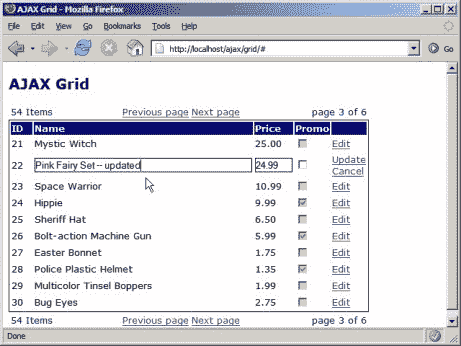 AJAX Grid - Mozilla Firefox
File Edit View Go Bookmarks Tools Help
http://localhost/ajax/grid/# Go
AJAX Grid
54 Items Previous page Next page page 3 of 6
ID Name Price Promo
21 Mystic Witch 25.00 Edit
22 Pink Fairy Set -- updated 24.99 Update
Cancel
23 Space Warrior 10.99 Edit
24 Hippie 9.99 Edit
25 Sheriff Hat 6.50 Edit
26 Bolt-action Machine Gun 5.99 Edit
27 Easter Bonnet 1.75 Edit
28 Police Plastic Helmet 1.35 Edit
29 Multicolor Tinsel Boppers 1.99 Edit
30 Bug Eyes 2.75 Edit
54 Items Previous page Next page page 3 of 6
Done